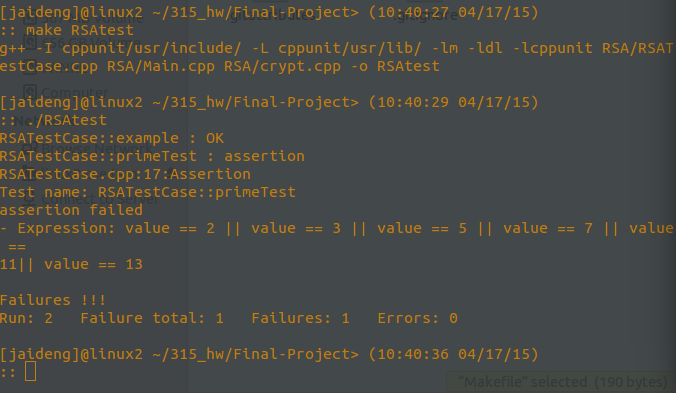 [jaideng]@linux2 ~/315_hw/Final-Project> (10:40:27 04/17/15)
:: make RSAtest
g++ -I cppunit/usr/include/ -L cppunit/usr/lib/ -lm -ldl -lcppunit RSA/RSAT
estCase.cpp RSA/Main.cpp RSA/crypt.cpp -o RSAtest
Computer
[jaideng]@linux2 ~/315_hw/Final-Project> (10:40:29 04/17/15)
:: ./RSAtest
RSATestCase::example : OK
RSATestCase::primeTest : assertion
RSATestCase.cpp:17:Assertion
Test name: RSATestCase::primeTest
assertion failed
- Expression: value == 2 || value == 3 || value == 5 || value == 7 || value
 ==
11|| value == 13
Failures !!!
Run: 2   Failure total: 1   Failures: 1   Errors: 0
[jaideng]@linux2 ~/315_hw/Final-Project> (10:40:36 04/17/15)
::
"Makefile" selected (190 bytes)